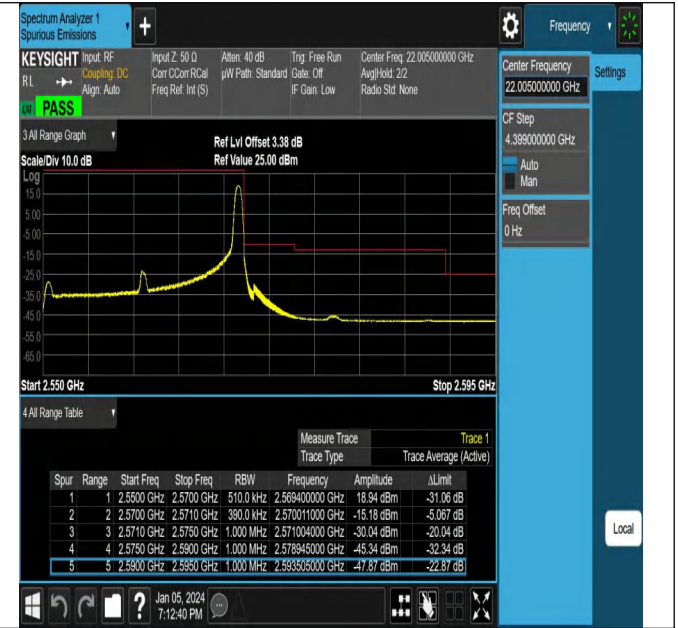 Spectrum Analyzer 1
Spurious Emissions
+
Frequency
KEYSIGHT
RL
PASS
Input: RF
Coupling: DC
Align: Auto
Input Z: 50 Ω
Corr CCorr RCal
Freq Ref: Int (S)
Atten: 40 dB
µW Path: Standard
Trig: Free Run
Gate: Off
IF Gain: Low
Center Freq: 22.005000000 GHz
Avg|Hold: 2/2
Radio Std: None
Center Frequency
22.005000000 GHz
Settings
CF Step
4.399000000 GHz
Auto
Man
Freq Offset
0 Hz
3 All Range Graph
Scale/Div 10.0 dB
Ref Lvl Offset 3.38 dB
Ref Value 25.00 dBm
Log
15.0
5.00
-5.00
-15.0
-25.0
-35.0
-45.0
-55.0
-65.0
Start 2.550 GHz
Stop 2.595 GHz
4 All Range Table
Measure Trace Trace 1
Trace Type Trace Average (Active)
Spur Range Start Freq Stop Freq RBW Frequency Amplitude ΔLimit
1 1 2.5500 GHz 2.5700 GHz 510.0 kHz 2.569400000 GHz 18.94 dBm -31.06 dB
2 2 2.5700 GHz 2.5710 GHz 390.0 kHz 2.570011000 GHz -15.18 dBm -5.067 dB
3 3 2.5710 GHz 2.5750 GHz 1.000 MHz 2.571004000 GHz -30.04 dBm -20.04 dB
4 4 2.5750 GHz 2.5900 GHz 1.000 MHz 2.578945000 GHz -45.34 dBm -32.34 dB
5 5 2.5900 GHz 2.5950 GHz 1.000 MHz 2.593505000 GHz -47.87 dBm -22.87 dB
Local
?
Jan 05, 2024
7:12:40 PM